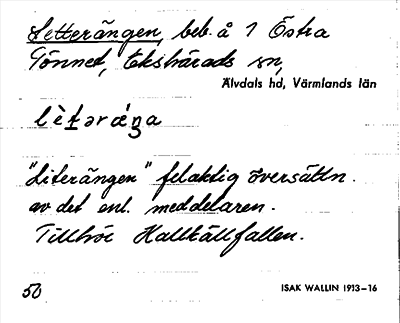 Letterängen, beb. å 1 Östra
Tönnet, Ekshärads sn,
Älvdals hd, Värmlands län
lèṯərǽŋa
"Literängen" felaktig översättn.
av det enl. meddelaren.
Tillhör Hallkällfallen.
50
ISAK WALLIN 1913–16